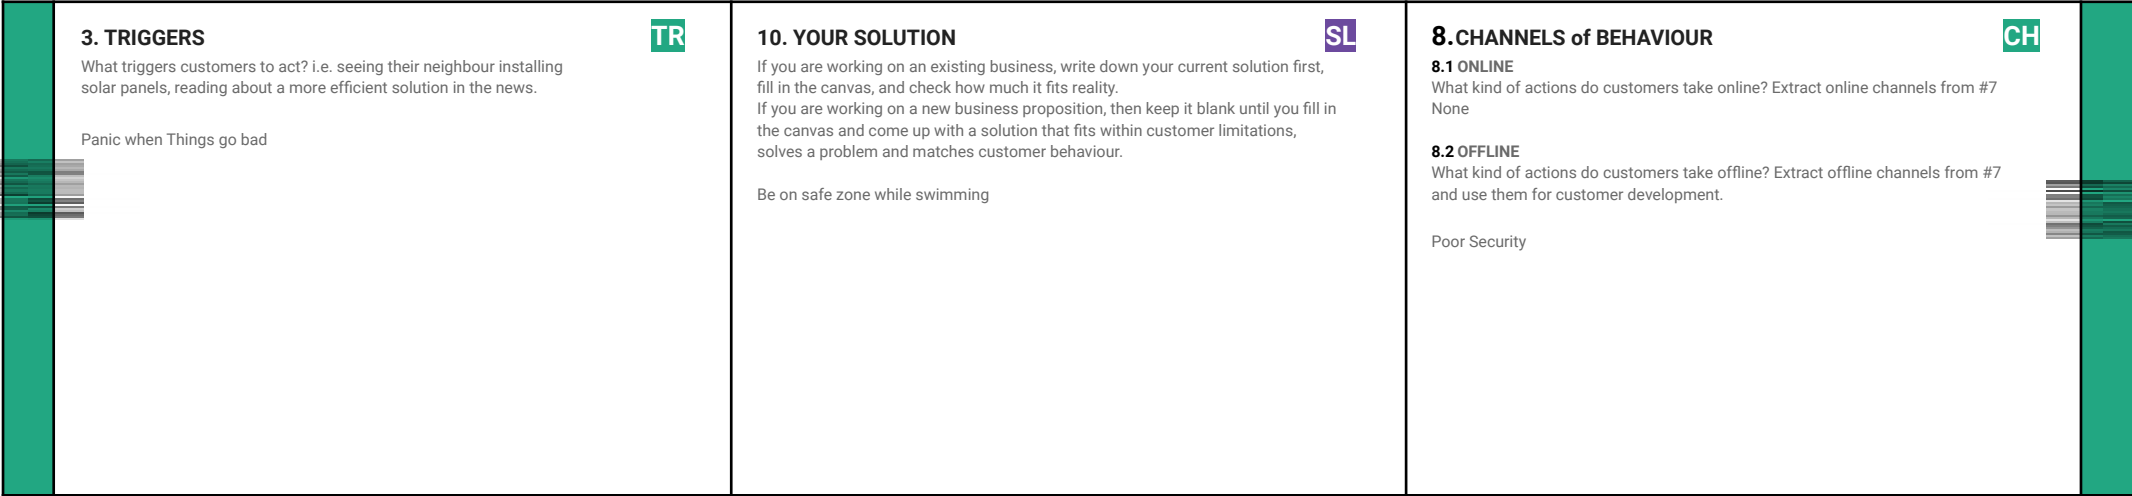 3. TRIGGERS
TR
What triggers customers to act? i.e. seeing their neighbour installing
solar panels, reading about a more efficient solution in the news.
Panic when Things go bad
10. YOUR SOLUTION
SL
If you are working on an existing business, write down your current solution first,
fill in the canvas, and check how much it fits reality.
If you are working on a new business proposition, then keep it blank until you fill in
the canvas and come up with a solution that fits within customer limitations,
solves a problem and matches customer behaviour.
Be on safe zone while swimming
8.CHANNELS of BEHAVIOUR
CH
8.1 ONLINE
What kind of actions do customers take online? Extract online channels from #7
None
8.2 OFFLINE
What kind of actions do customers take offline? Extract offline channels from #7
and use them for customer development.
Poor Security